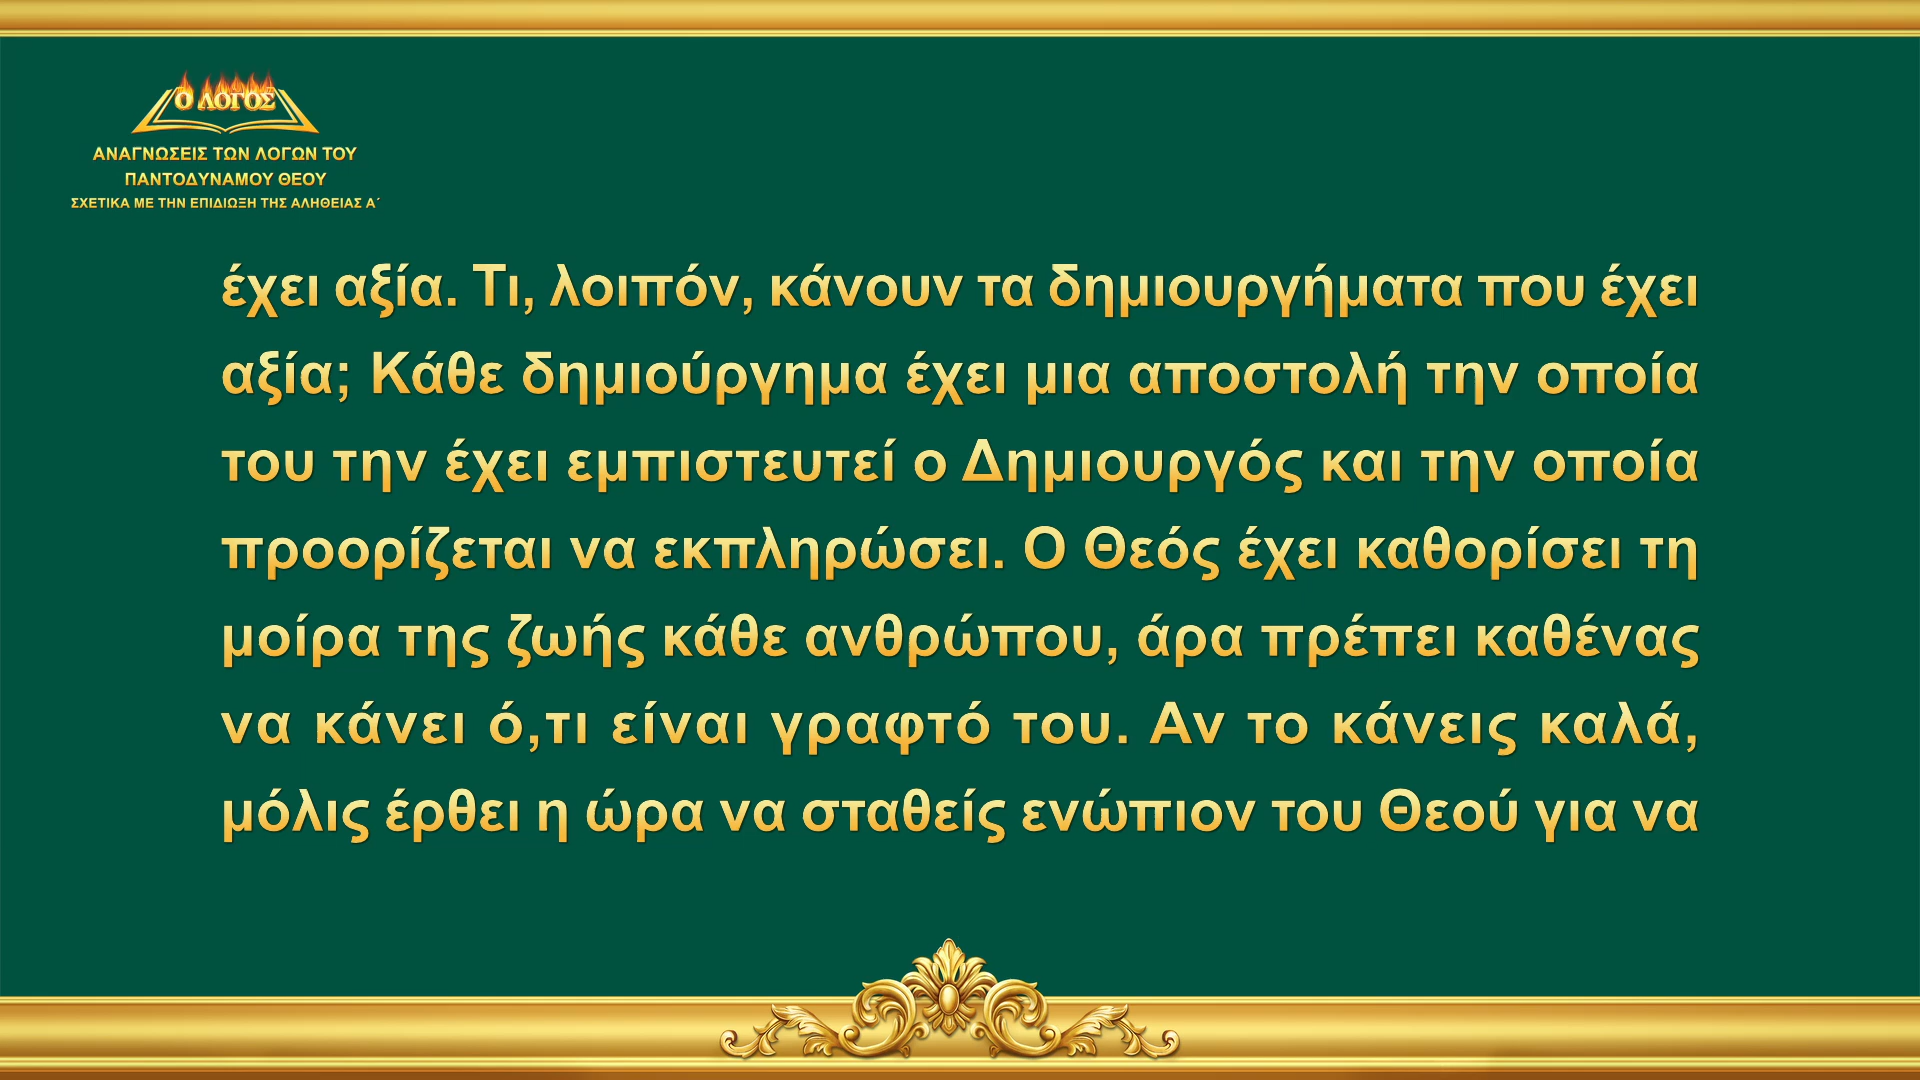 Ο ΛΟΓΟΣ
ΑΝΑΓΝΩΣΕΙΣ ΤΩΝ ΛΟΓΩΝ ΤΟΥ
ΠΑΝΤΟΔΥΝΑΜΟΥ ΘΕΟΥ
ΣΧΕΤΙΚΑ ΜΕ ΤΗΝ ΕΠΙΔΙΩΞΗ ΤΗΣ ΑΛΗΘΕΙΑΣ Α΄
έχει αξία. Τι, λοιπόν, κάνουν τα δημιουργήματα που έχει
αξία; Κάθε δημιούργημα έχει μια αποστολή την οποία
του την έχει εμπιστευτεί ο Δημιουργός και την οποία
προορίζεται να εκπληρώσει. Ο Θεός έχει καθορίσει τη
μοίρα της ζωής κάθε ανθρώπου, άρα πρέπει καθένας
να κάνει ό,τι είναι γραφτό του. Αν το κάνεις καλά,
μόλις έρθει η ώρα να σταθείς ενώπιον του Θεού για να